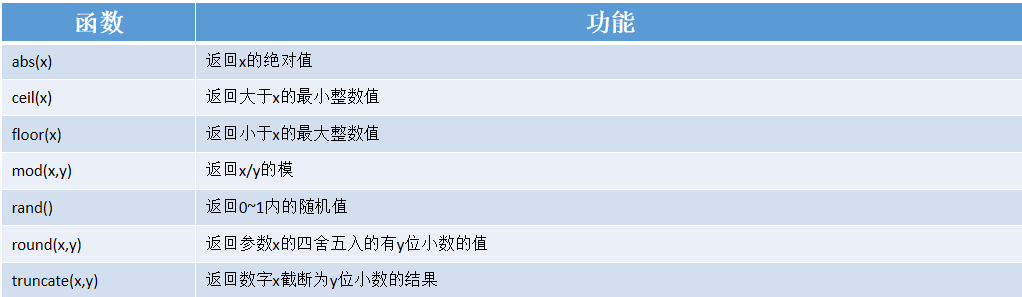 函数 功能
abs(x) 返回x的绝对值
ceil(x) 返回大于x的最小整数值
floor(x) 返回小于x的最大整数值
mod(x,y) 返回x/y的模
rand() 返回0~1内的随机值
round(x,y) 返回参数x的四舍五入的有y位小数的值
truncate(x,y) 返回数字x截断为y位小数的结果